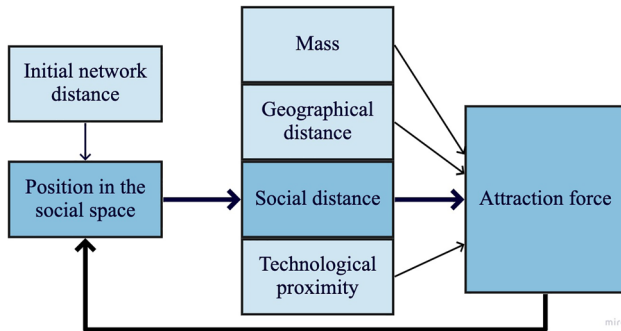 Initial network
distance
Position in the
social space
Mass
Geographical
distance
Social distance
Technological
proximity
Attraction force